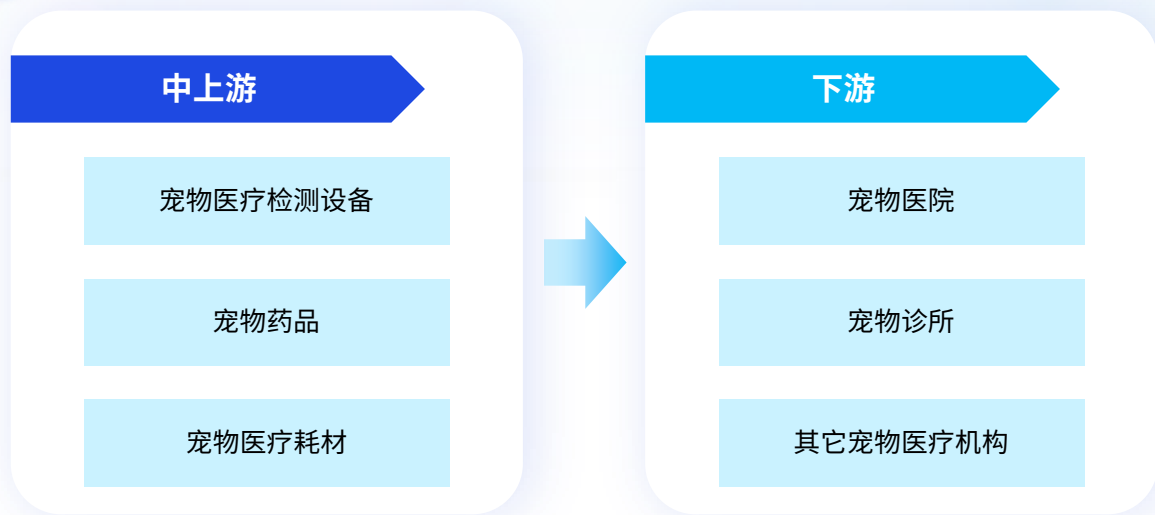 中上游
宠物医疗检测设备
宠物药品
宠物医疗耗材
下游
宠物医院
宠物诊所
其它宠物医疗机构